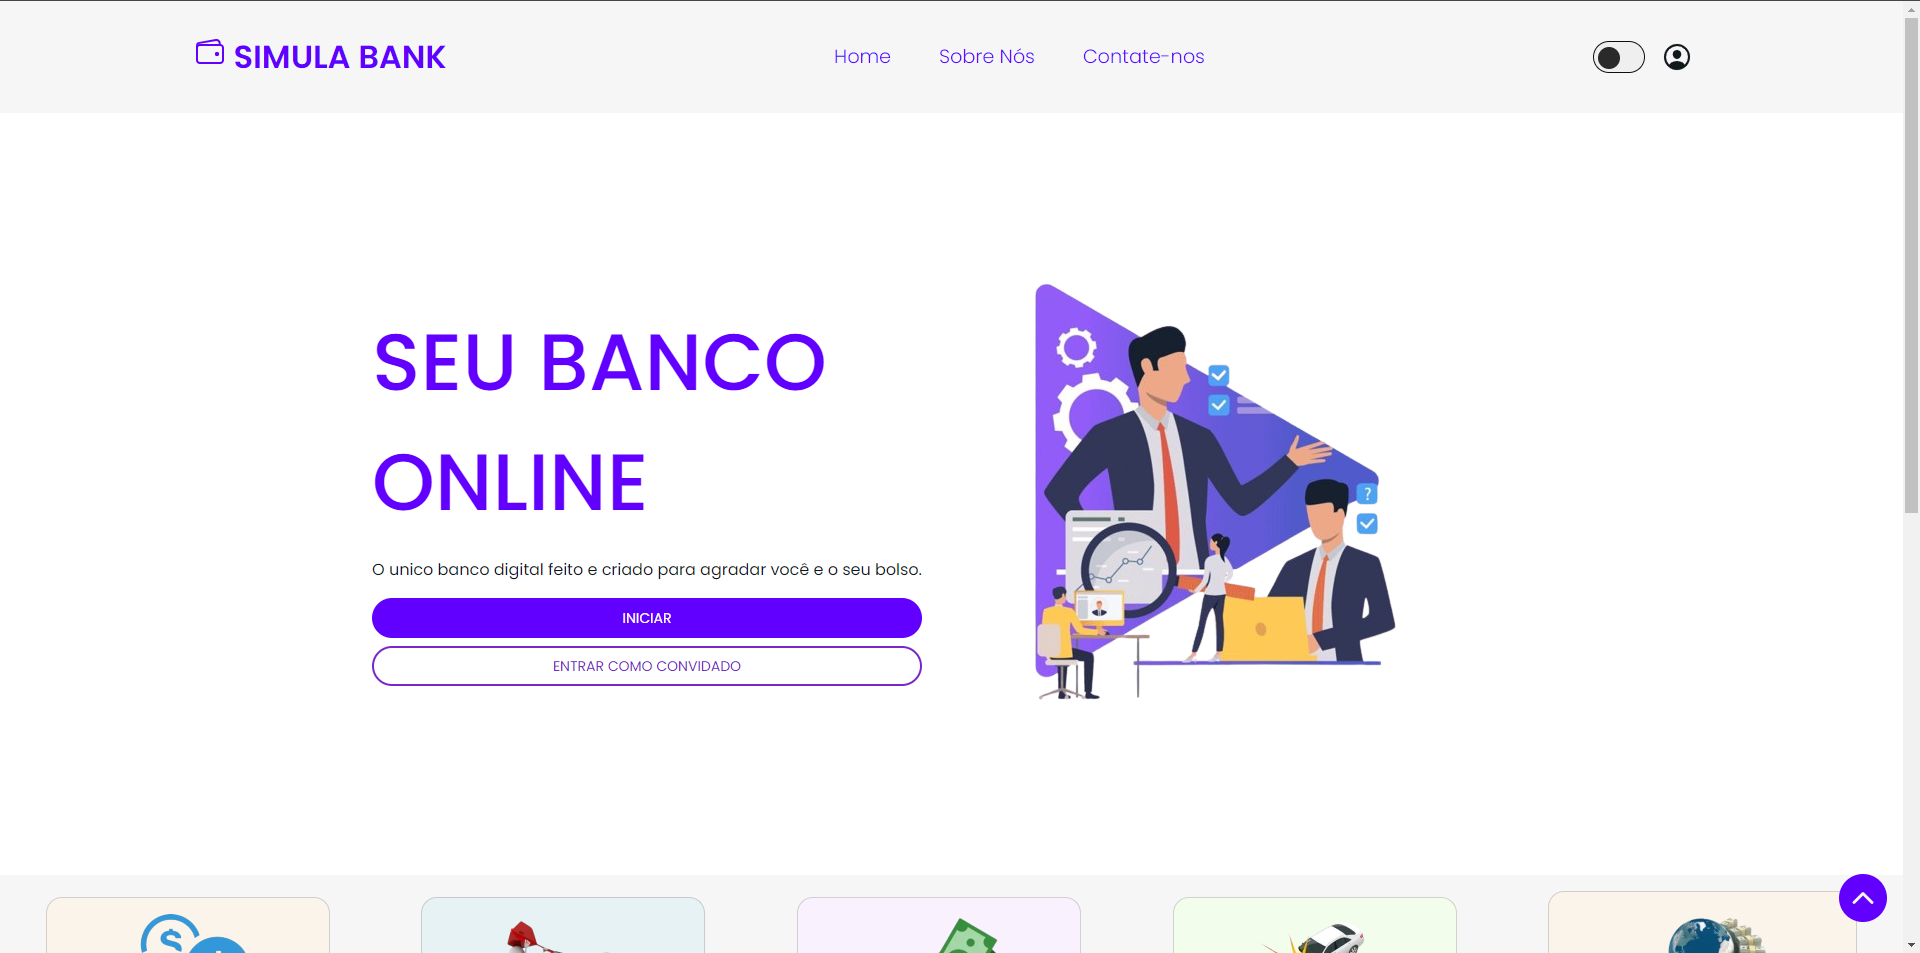 SIMULA BANK
Home
Sobre Nós
Contate-nos
SEU BANCO
ONLINE
O unico banco digital feito e criado para agradar você e o seu bolso.
INICIAR
ENTRAR COMO CONVIDADO
?
$